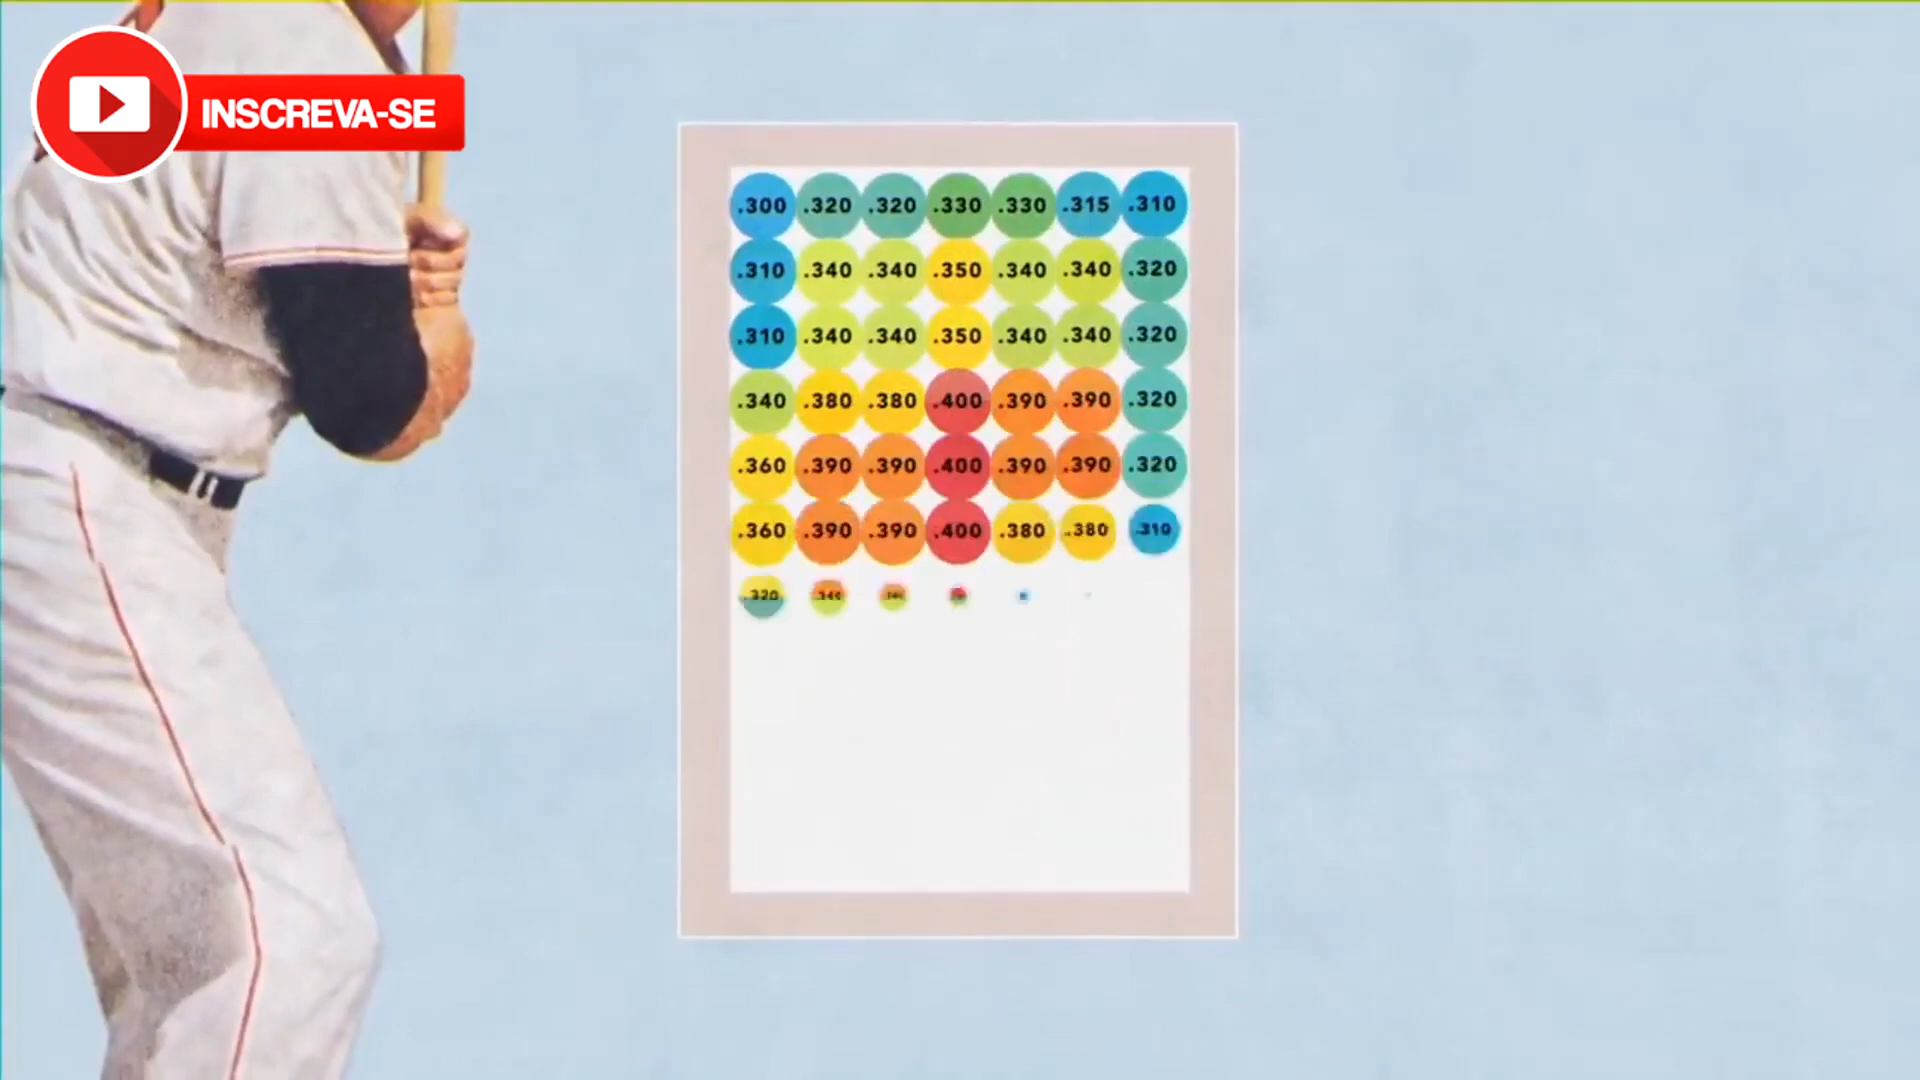 INSCREVA-SE
.300 .320 .320 .330 .330 .315 .310
.310 .340 .340 .350 .340 .340 .320
.310 .340 .340 .350 .340 .340 .320
.340 .380 .380 .400 .390 .390 .320
.360 .390 .390 .400 .390 .390 .320
.360 .390 .390 .400 .380 .380 .310
.320 .340